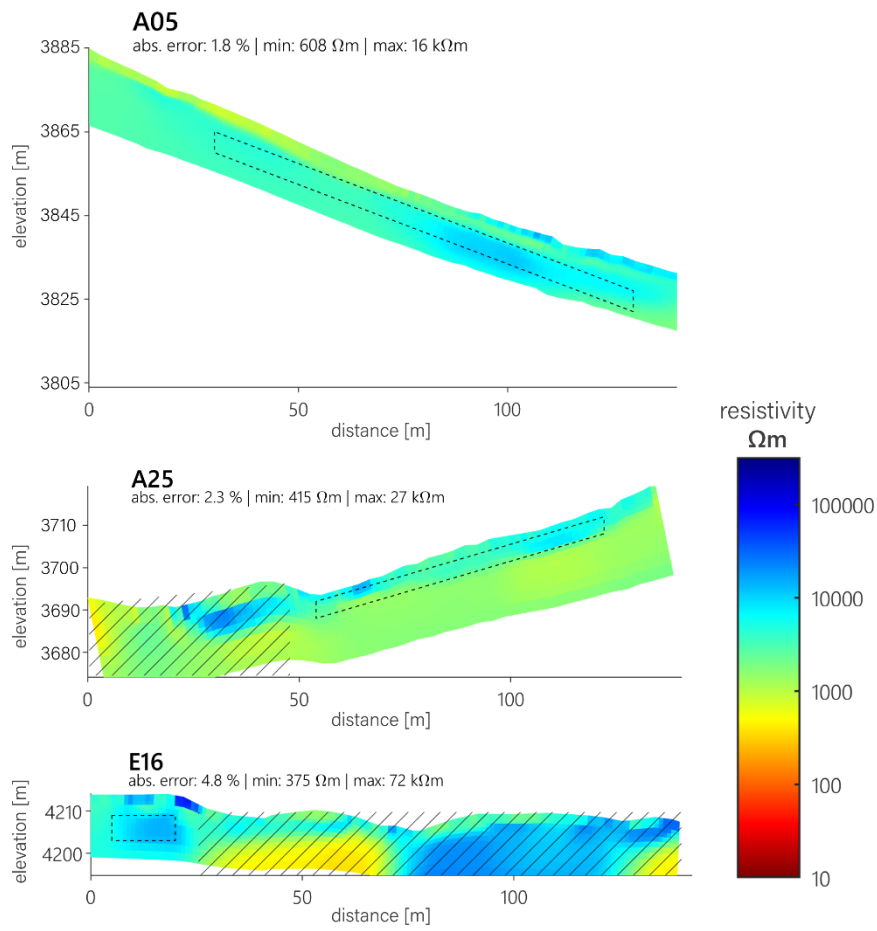 A05
abs. error: 1.8 % | min: 608 Ωm | max: 16 kΩm
3885
3865
3845
3825
3805
elevation [m]
0
50
100
distance [m]
A25
abs. error: 2.3 % | min: 415 Ωm | max: 27 kΩm
3710
3700
3690
3680
elevation [m]
0
50
100
distance [m]
E16
abs. error: 4.8 % | min: 375 Ωm | max: 72 kΩm
4210
4200
elevation [m]
0
50
100
distance [m]
resistivity
Ωm
100000
10000
1000
100
10